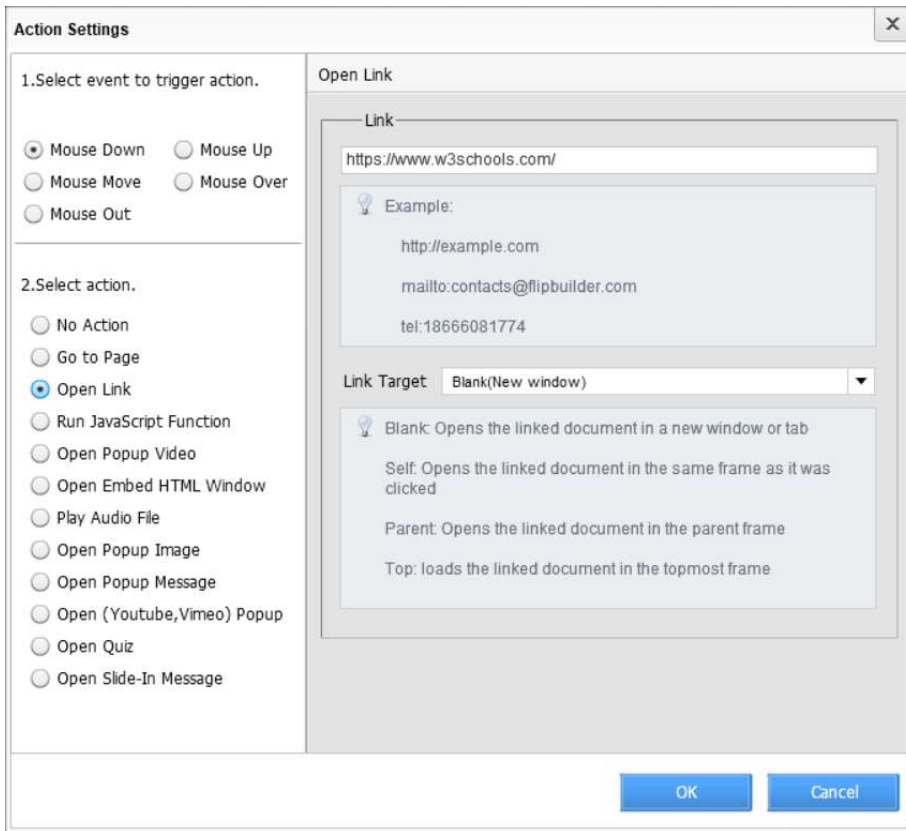 Action Settings
1.Select event to trigger action.
Mouse Down
Mouse Up
Mouse Move
Mouse Over
Mouse Out
2.Select action.
No Action
Go to Page
Open Link
Run JavaScript Function
Open Popup Video
Open Embed HTML Window
Play Audio File
Open Popup Image
Open Popup Message
Open (Youtube,Vimeo) Popup
Open Quiz
Open Slide-In Message
Open Link
Link
https://www.w3schools.com/
Example:
http://example.com
mailto:contacts@flipbuilder.com
tel:18666081774
Link Target
Blank(New window)
Blank: Opens the linked document in a new window or tab
Self: Opens the linked document in the same frame as it was
clicked
Parent: Opens the linked document in the parent frame
Top: loads the linked document in the topmost frame
OK
Cancel